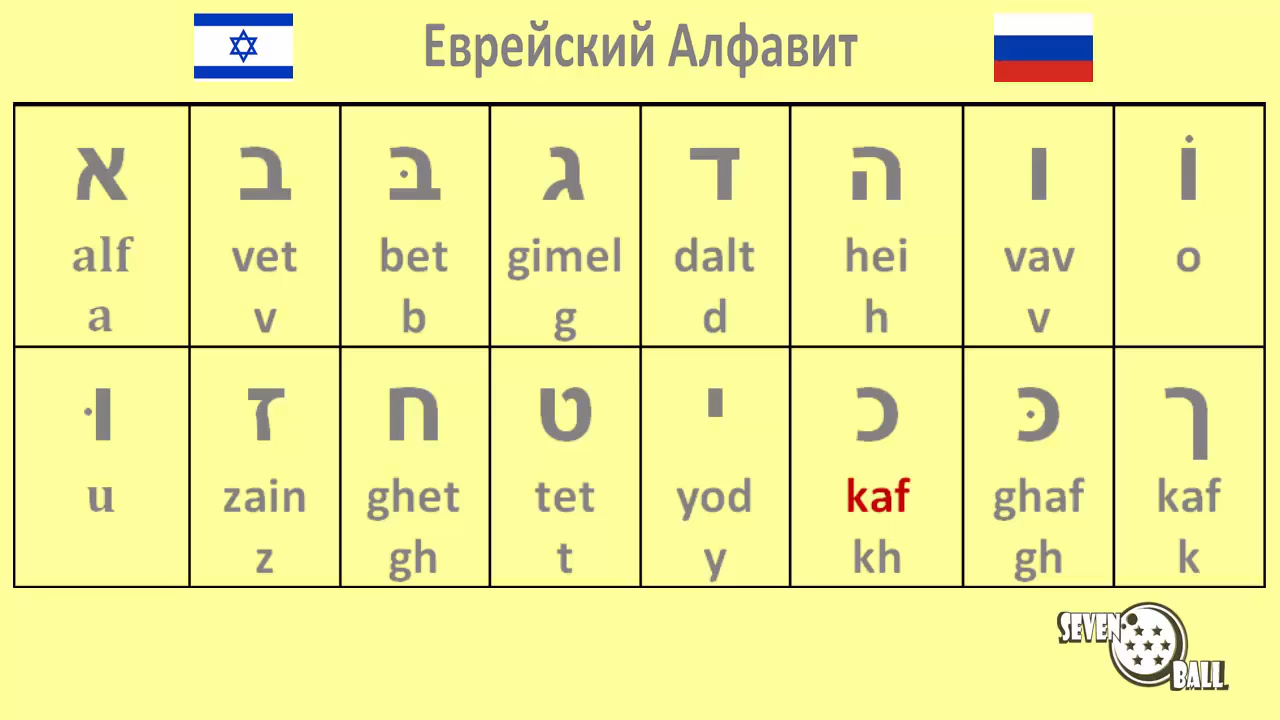 Еврейский Алфавит
א ב בּ ג ד ה ו וֹ
alf vet bet gimel dalt hei vav o
a v b g d h v
וּ ז ח ט י כ כּ ך
u zain ghet tet yod kaf ghaf kaf
z gh t y kh gh k
SEVEN
BALL